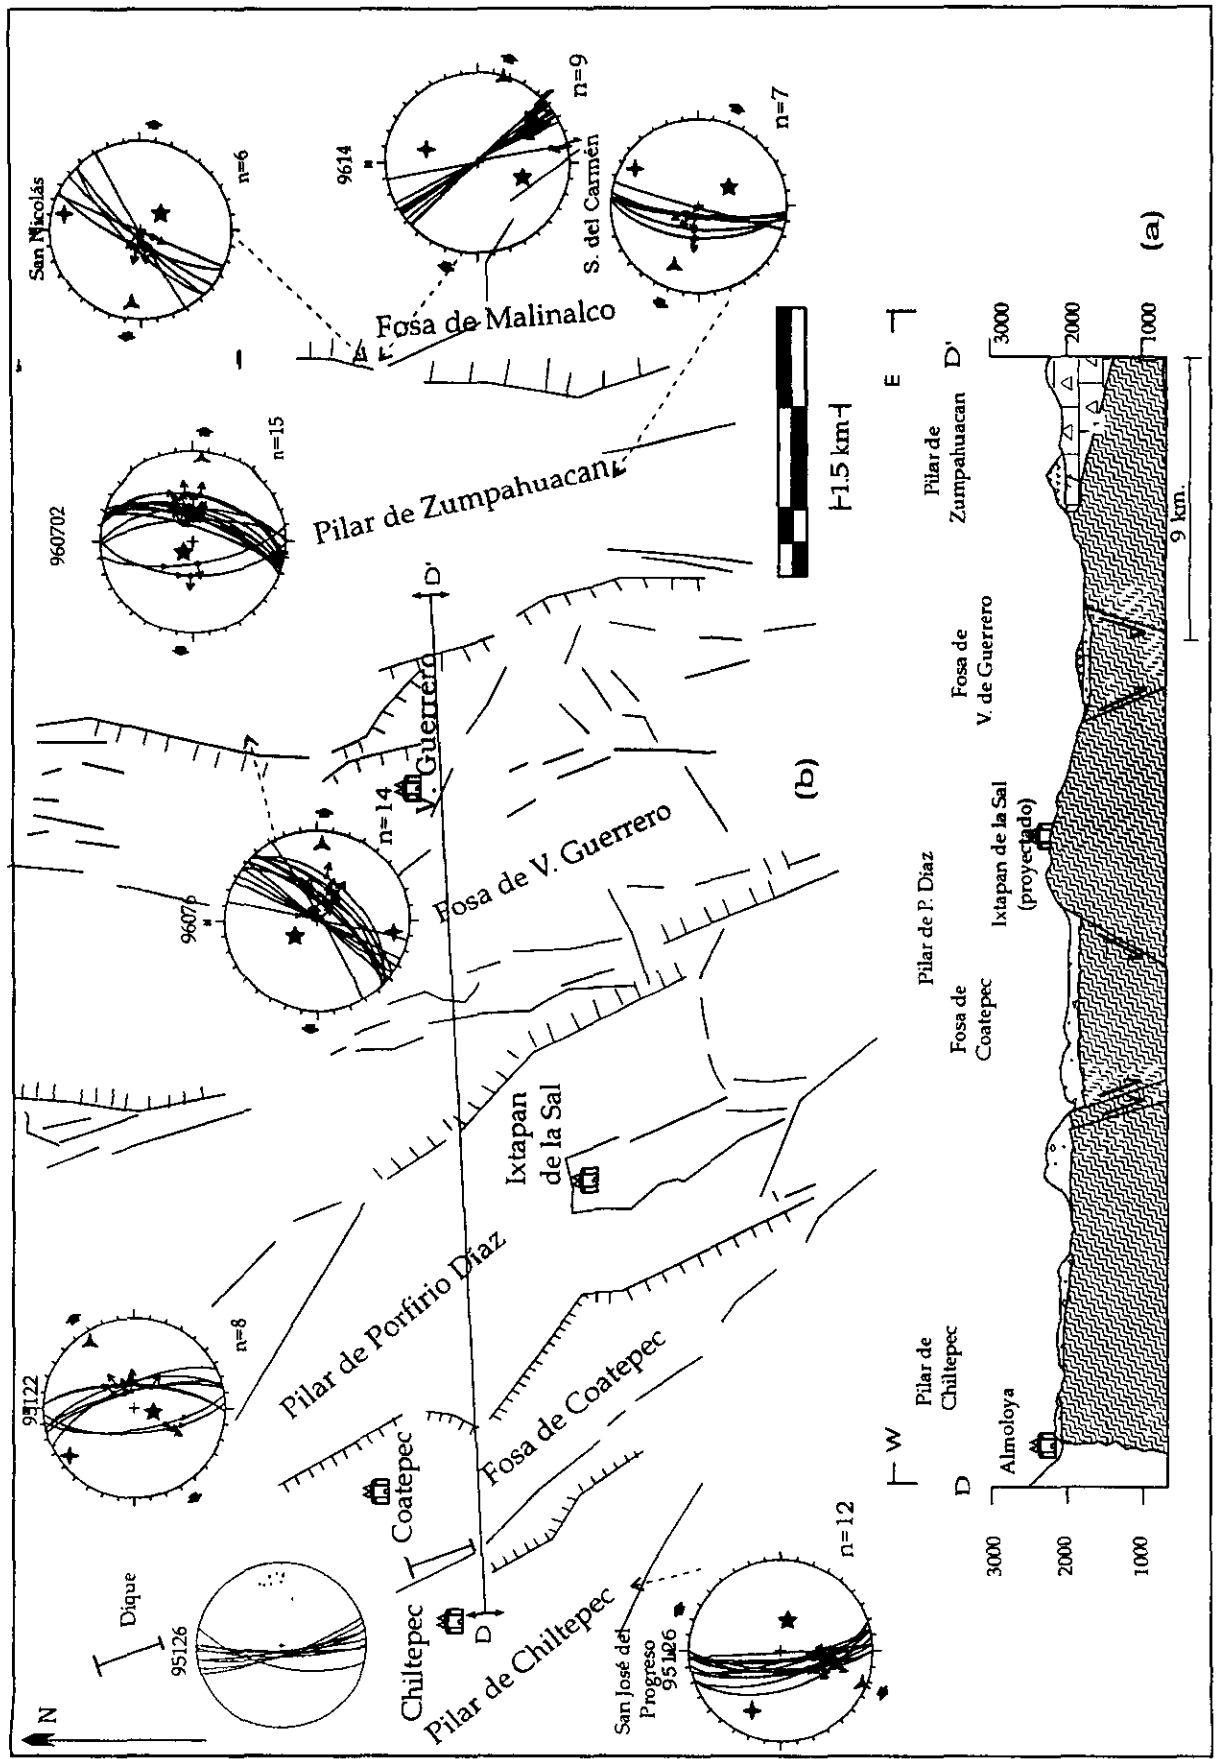 N
Dique
95126
93122
n=8
96076
n=14
960702
n=15
San Nicolás
n=6
9614
n=9
S. del Carmén
n=7
Chiltepec
Coatepec
D
D'
Pilar de Chiltepec
Fosa de Coatepec
Pilar de Porfirio Díaz
Ixtapan
de la Sal
Fosa de V. Guerrero
V. Guerrero
Pilar de Zumpahuacan
Fosa de Malinalco
San José del
Progreso
95126
n=12
1.5 km
(b)
W
E
D
D'
Almoloya
Pilar de
Chiltepec
Fosa de
Coatepec
Pilar de P. Díaz
Ixtapan de la Sal
(proyectado)
Fosa de
V. de Guerrero
Pilar de
Zumpahuacan
3000
2000
1000
3000
2000
1000
9 km.
(a)